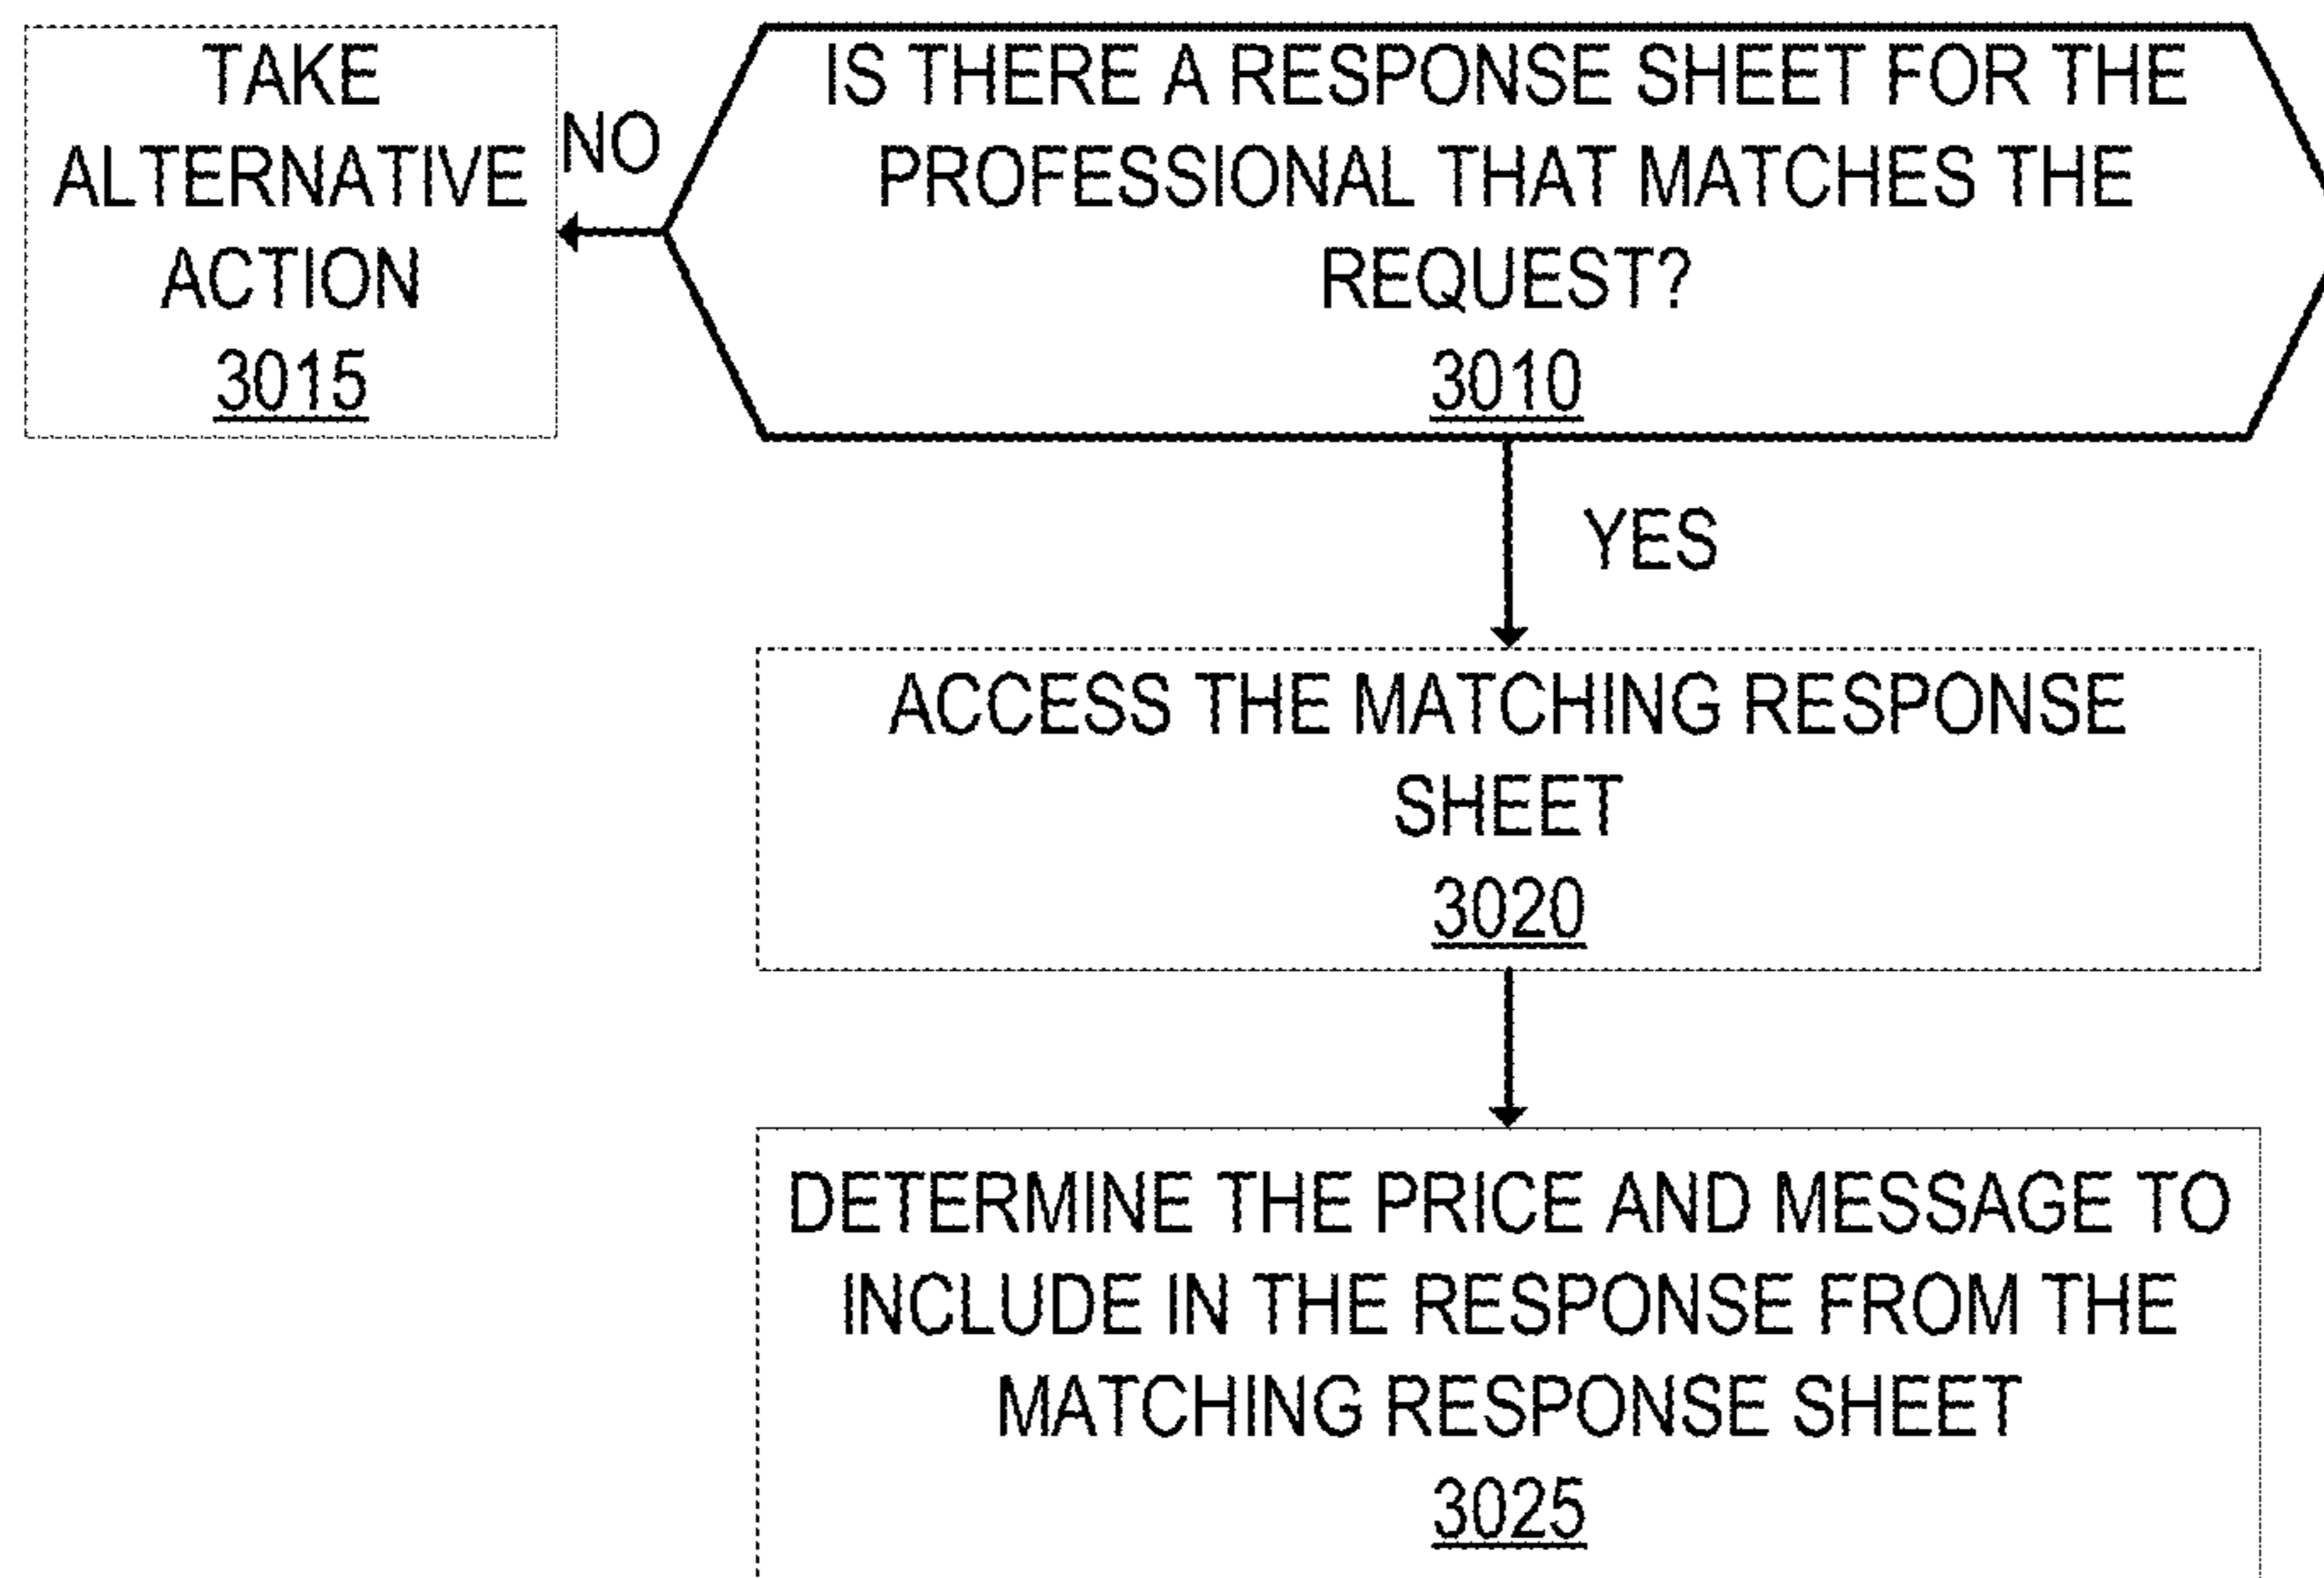 TAKE
ALTERNATIVE
ACTION
3015
NO
IS THERE A RESPONSE SHEET FOR THE
PROFESSIONAL THAT MATCHES THE
REQUEST?
3010
YES
ACCESS THE MATCHING RESPONSE
SHEET
3020
DETERMINE THE PRICE AND MESSAGE TO
INCLUDE IN THE RESPONSE FROM THE
MATCHING RESPONSE SHEET
3025